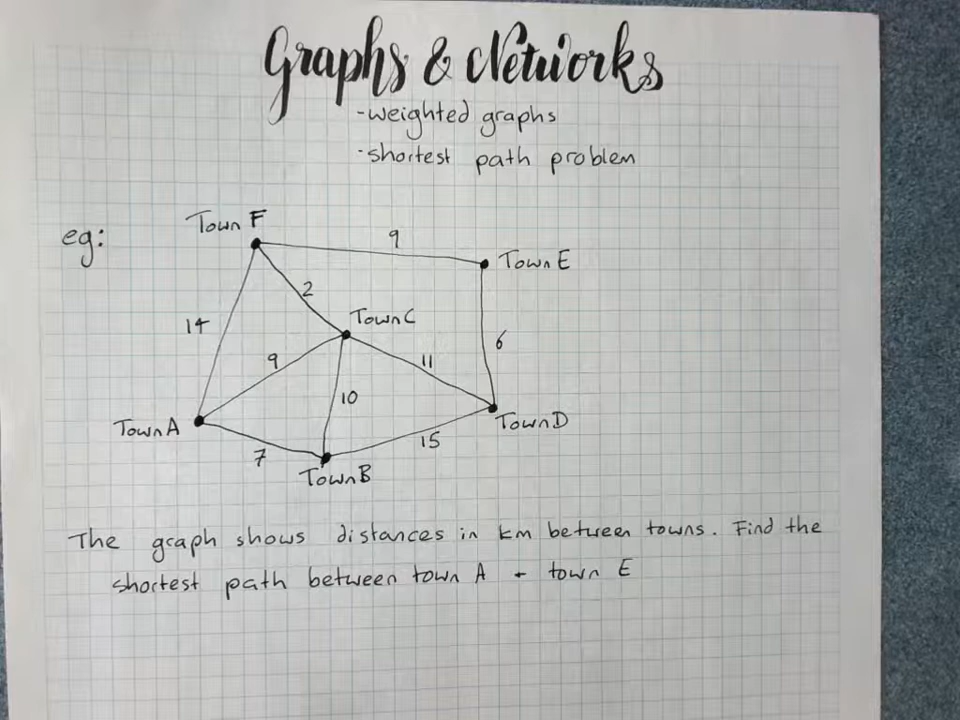 Graphs & Networks
-weighted graphs
-shortest path problem
eg:
Town F
9
Town E
2
14
Town C
6
9
11
10
Town A
Town D
15
7
Town B
The graph shows distances in km between towns. Find the
shortest path between town A + town E